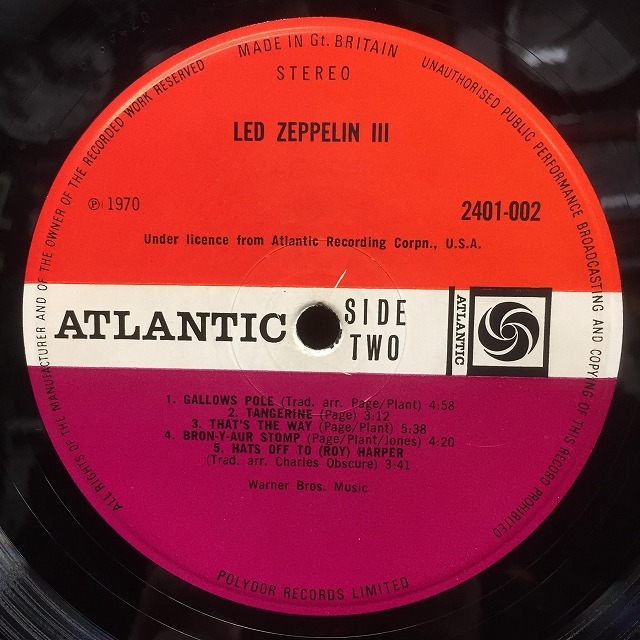 MADE IN Gt. BRITAIN
UNAUTHORISED PUBLIC PERFORMANCE BROADCASTING AND COPYING OF THIS RECORD PROHIBITED
ALL RIGHTS OF THE MANUFACTURER AND OF THE OWNER OF THE RECORDED WORK RESERVED
STEREO
LED ZEPPELIN III
℗ 1970
2401-002
Under licence from Atlantic Recording Corpn., U.S.A.
ATLANTIC
SIDE
TWO
ATLANTIC
1. GALLOWS POLE (Trad. arr. Page/Plant) 4:58
2. TANGERINE (Page) 3:12
3. THAT'S THE WAY (Page/Plant) 5:38
4. BRON-Y-AUR STOMP (Page/Plant/Jones) 4:20
5. HATS OFF TO (ROY) HARPER
(Trad. arr. Charles Obscure) 3:41
Warner Bros. Music
POLYDOR RECORDS LIMITED